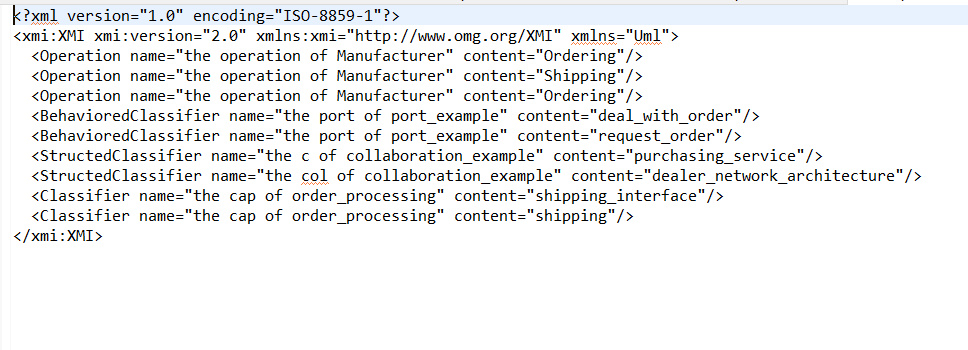 <?xml version="1.0" encoding="ISO-8859-1"?>
<xmi:XMI xmi:version="2.0" xmlns:xmi="http://www.omg.org/XMI" xmlns="Uml">
  <Operation name="the operation of Manufacturer" content="Ordering"/>
  <Operation name="the operation of Manufacturer" content="Shipping"/>
  <Operation name="the operation of Manufacturer" content="Ordering"/>
  <BehavioredClassifier name="the port of port_example" content="deal_with_order"/>
  <BehavioredClassifier name="the port of port_example" content="request_order"/>
  <StructedClassifier name="the c of collaboration_example" content="purchasing_service"/>
  <StructedClassifier name="the col of collaboration_example" content="dealer_network_architecture"/>
  <Classifier name="the cap of order_processing" content="shipping_interface"/>
  <Classifier name="the cap of order_processing" content="shipping"/>
</xmi:XMI>